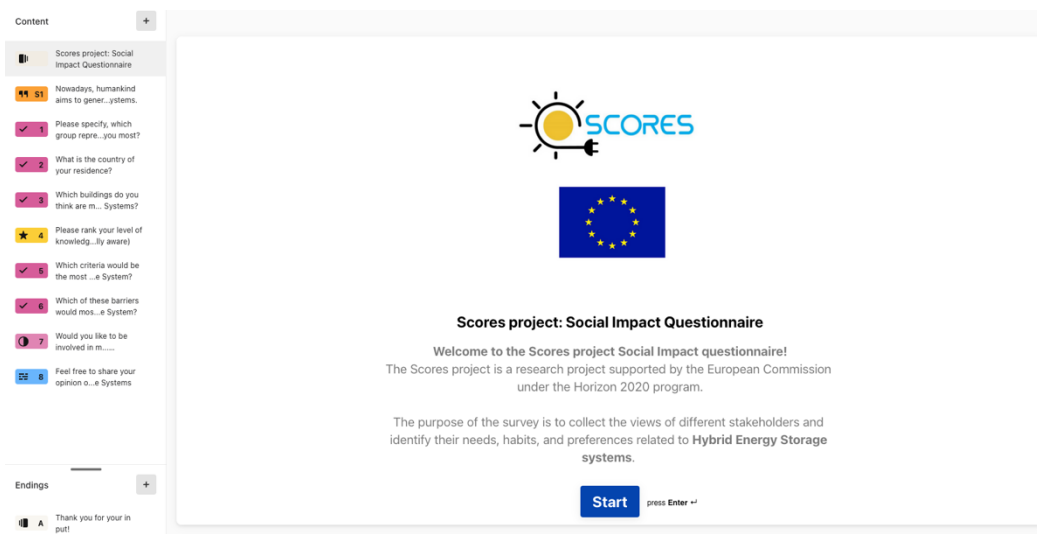 Content
+
Scores project: Social
Impact Questionnaire
S1
Nowadays, humankind
aims to gener...ystems.
1
Please specify, which
group repre...you most?
2
What is the country of
your residence?
3
Which buildings do you
think are m... Systems?
4
Please rank your level of
knowledg...lly aware)
5
Which criteria would be
the most ...e System?
6
Which of these barriers
would mos...e System?
7
Would you like to be
involved in m......
8
Feel free to share your
opinion o...e Systems
Endings
+
A
Thank you for your in
put!
SCORES
Scores project: Social Impact Questionnaire
Welcome to the Scores project Social Impact questionnaire!
The Scores project is a research project supported by the European Commission
under the Horizon 2020 program.
The purpose of the survey is to collect the views of different stakeholders and
identify their needs, habits, and preferences related to Hybrid Energy Storage
systems.
Start press Enter ↵